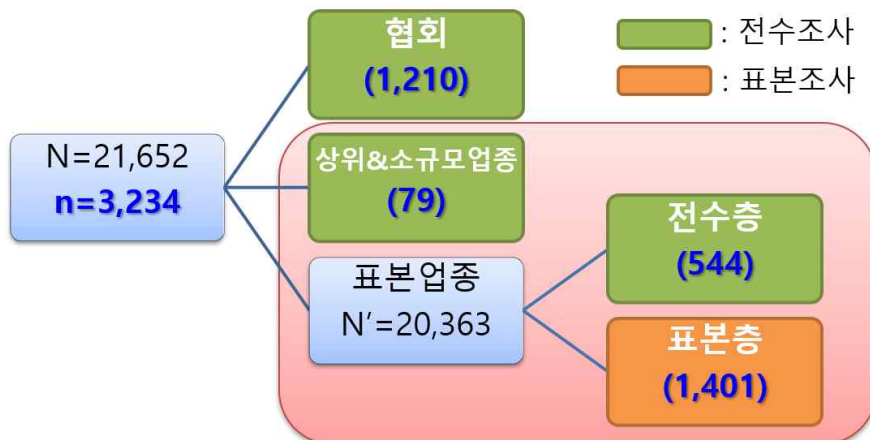 협회
(1,210)
: 전수조사
: 표본조사
N=21,652
n=3,234
상위&소규모업종
(79)
표본업종
N′=20,363
전수층
(544)
표본층
(1,401)